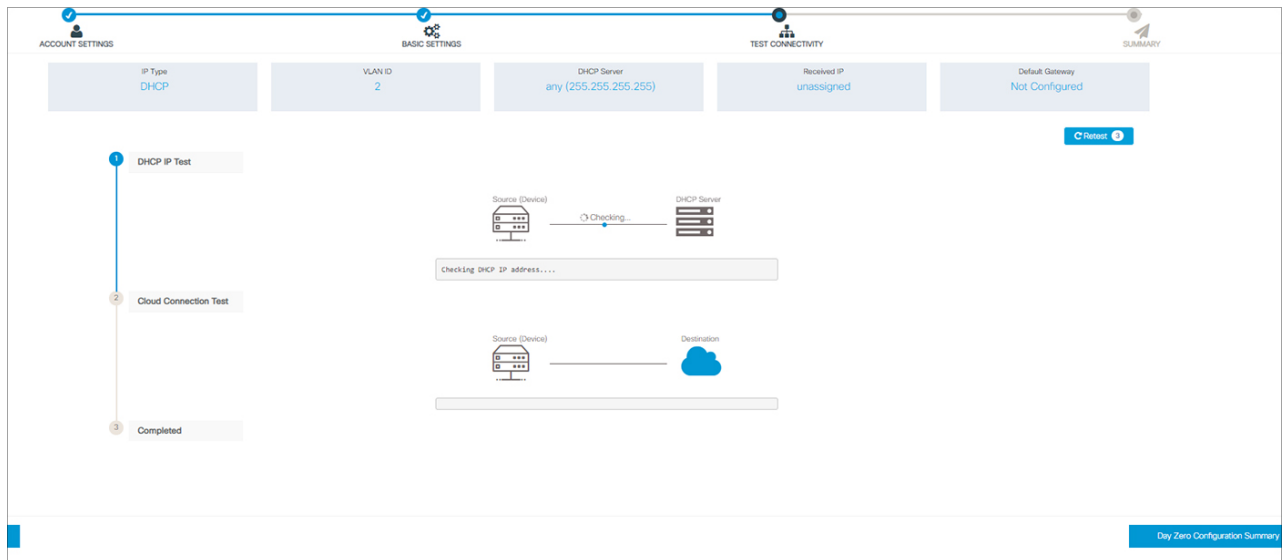 ACCOUNT SETTINGS
BASIC SETTINGS
TEST CONNECTIVITY
SUMMARY
IP Type
DHCP
VLAN ID
2
DHCP Server
any (255.255.255.255)
Received IP
unassigned
Default Gateway
Not Configured
Retest 3
1
DHCP IP Test
Source (Device)
Checking...
DHCP Server
Checking DHCP IP address....
2
Cloud Connection Test
Source (Device)
Destination
3
Completed
Day Zero Configuration Summary